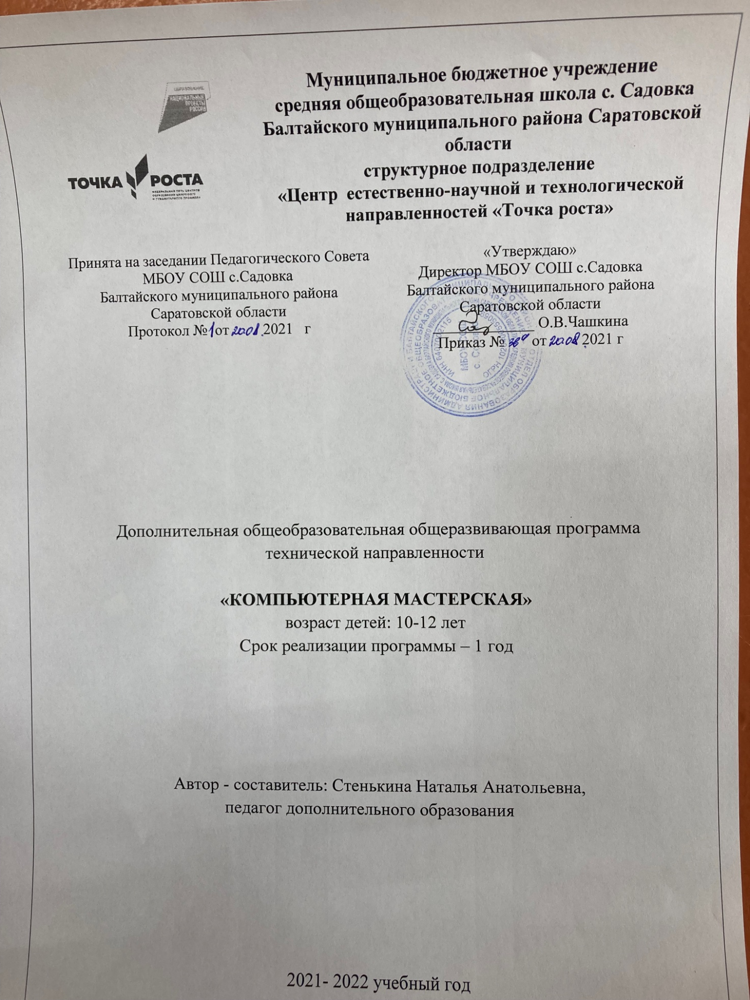 Муниципальное бюджетное учреждение
средняя общеобразовательная школа с. Садовка
Балтайского муниципального района Саратовской
области
структурное подразделение
«Центр естественно-научной и технологической
направленностей «Точка роста»
ОБРАЗОВАНИЕ
НАЦИОНАЛЬНЫЕ
ПРОЕКТЫ
РОССИИ
ТОЧКА РОСТА
ФЕДЕРАЛЬНАЯ СЕТЬ ЦЕНТРОВ
ОБРАЗОВАНИЯ ЦИФРОВОГО
И ГУМАНИТАРНОГО ПРОФИЛЕЙ
Принята на заседании Педагогического Совета
МБОУ СОШ с.Садовка
Балтайского муниципального района
Саратовской области
Протокол №1от 20.08.2021 г
«Утверждаю»
Директор МБОУ СОШ с.Садовка
Балтайского муниципального района
Саратовской области
О.В.Чашкина
Приказ № от 20.08.2021 г
ИНН 6407002115
МБОУ СОШ
с. Садовка
Дополнительная общеобразовательная общеразвивающая программа
технической направленности
«КОМПЬЮТЕРНАЯ МАСТЕРСКАЯ»
возраст детей: 10-12 лет
Срок реализации программы – 1 год
Автор - составитель: Стенькина Наталья Анатольевна,
педагог дополнительного образования
2021- 2022 учебный год